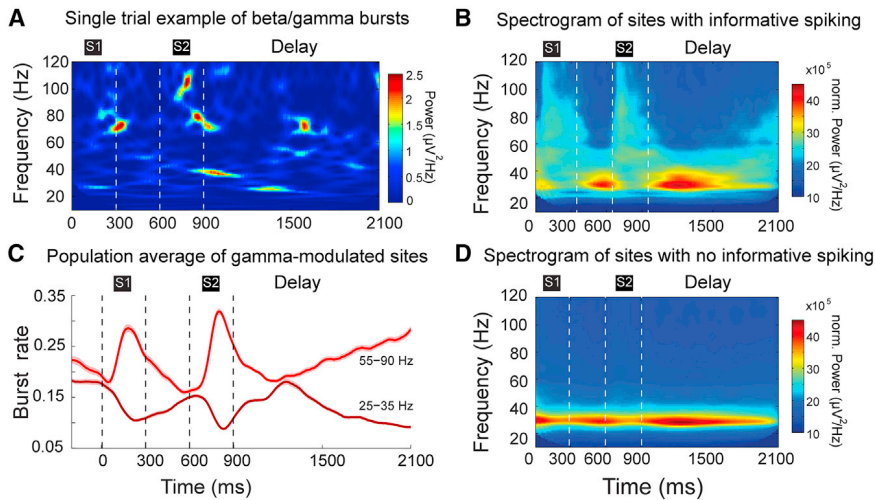 A Single trial example of beta/gamma bursts
S1 S2 Delay
Frequency (Hz)
120
100
80
60
40
20
0 300 600 900 1500 2100
2.5
2
1.5
1
0.5
0
Power (µV²/Hz)
B Spectrogram of sites with informative spiking
S1 S2 Delay
Frequency (Hz)
120
100
80
60
40
20
0 300 600 900 1500 2100
x10⁵
40
30
20
10
norm. Power (µV²/Hz)
C Population average of gamma-modulated sites
S1 S2 Delay
Burst rate
0.35
0.25
0.15
0.05
55–90 Hz
25–35 Hz
0 300 600 900 1500 2100
Time (ms)
D Spectrogram of sites with no informative spiking
S1 S2 Delay
Frequency (Hz)
120
100
80
60
40
20
0 300 600 900 1500 2100
Time (ms)
x10⁵
40
30
20
10
norm. Power (µV²/Hz)